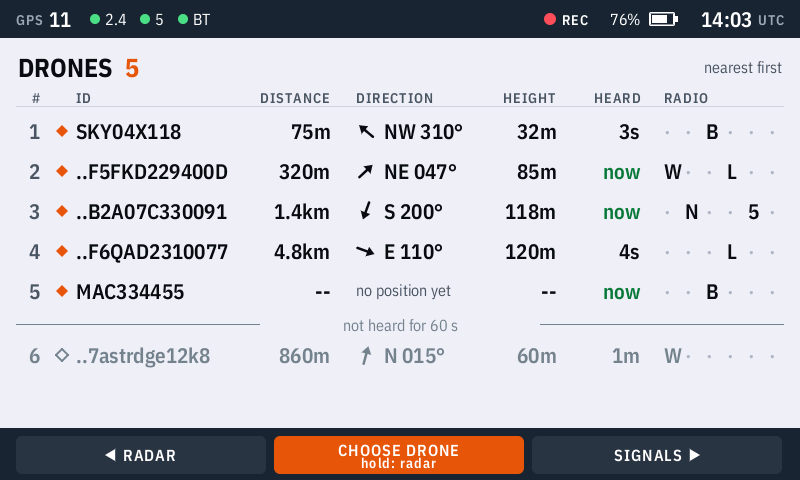 GPS 11 2.4 5 BT REC 76% 14:03 UTC
DRONES 5 nearest first
# ID DISTANCE DIRECTION HEIGHT HEARD RADIO
1 SKY04X118 75m NW 310° 32m 3s · · B · · ·
2 ..F5FKD229400D 320m NE 047° 85m now W · · L · ·
3 ..B2A07C330091 1.4km S 200° 118m now · N · · 5 ·
4 ..F6QAD2310077 4.8km E 110° 120m 4s · · · L · ·
5 MAC334455 -- no position yet -- now · · B · · ·
not heard for 60 s
6 ..7astrdge12k8 860m N 015° 60m 1m W · · · · ·
◀ RADAR CHOOSE DRONE SIGNALS ▶
hold: radar